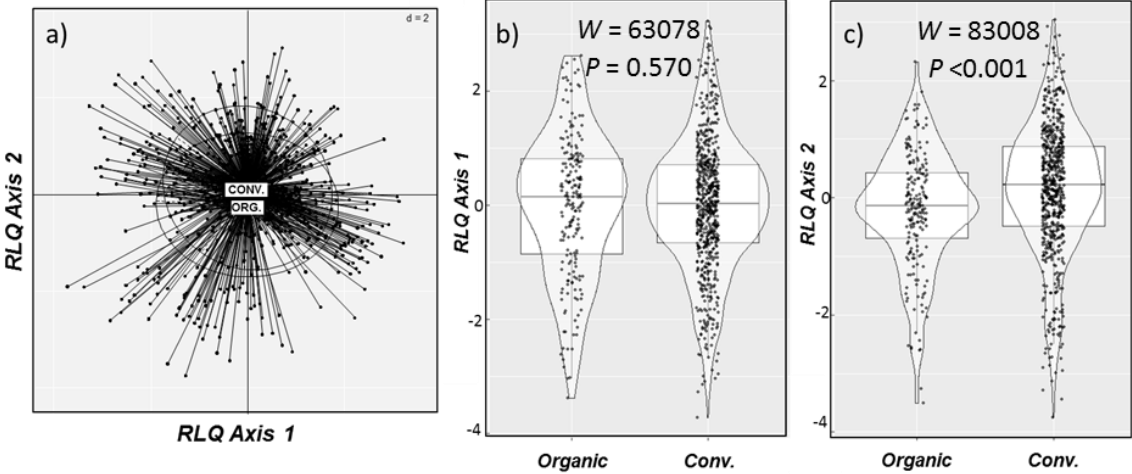 a)
d = 2
RLQ Axis 2
CONV.
ORG.
RLQ Axis 1
b)
W = 63078
P = 0.570
RLQ Axis 1
2
0
-2
-4
Organic
Conv.
c)
W = 83008
P <0.001
RLQ Axis 2
2
0
-2
-4
Organic
Conv.